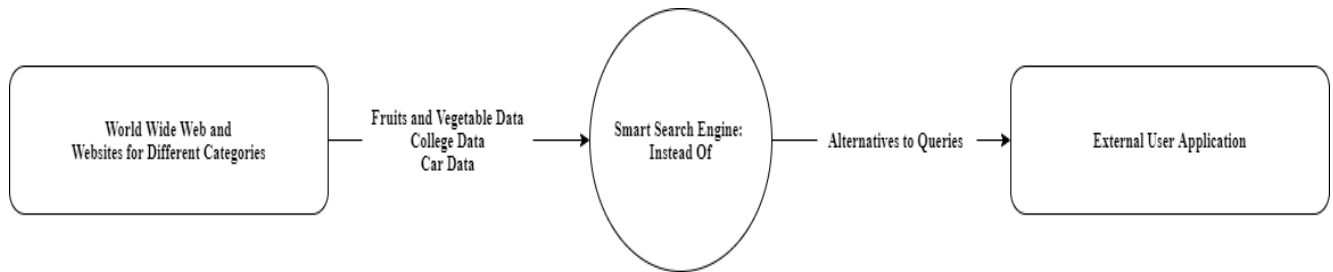 World Wide Web and
Websites for Different Categories
Fruits and Vegetable Data
College Data
Car Data
Smart Search Engine:
Instead Of
Alternatives to Queries
External User Application